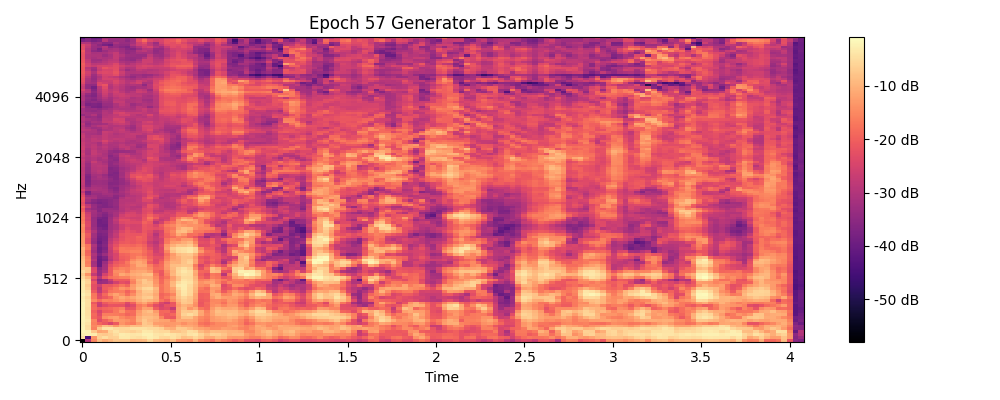 Epoch 57 Generator 1 Sample 5
Hz
4096
2048
1024
512
0
0 0.5 1 1.5 2 2.5 3 3.5 4
Time
-10 dB
-20 dB
-30 dB
-40 dB
-50 dB